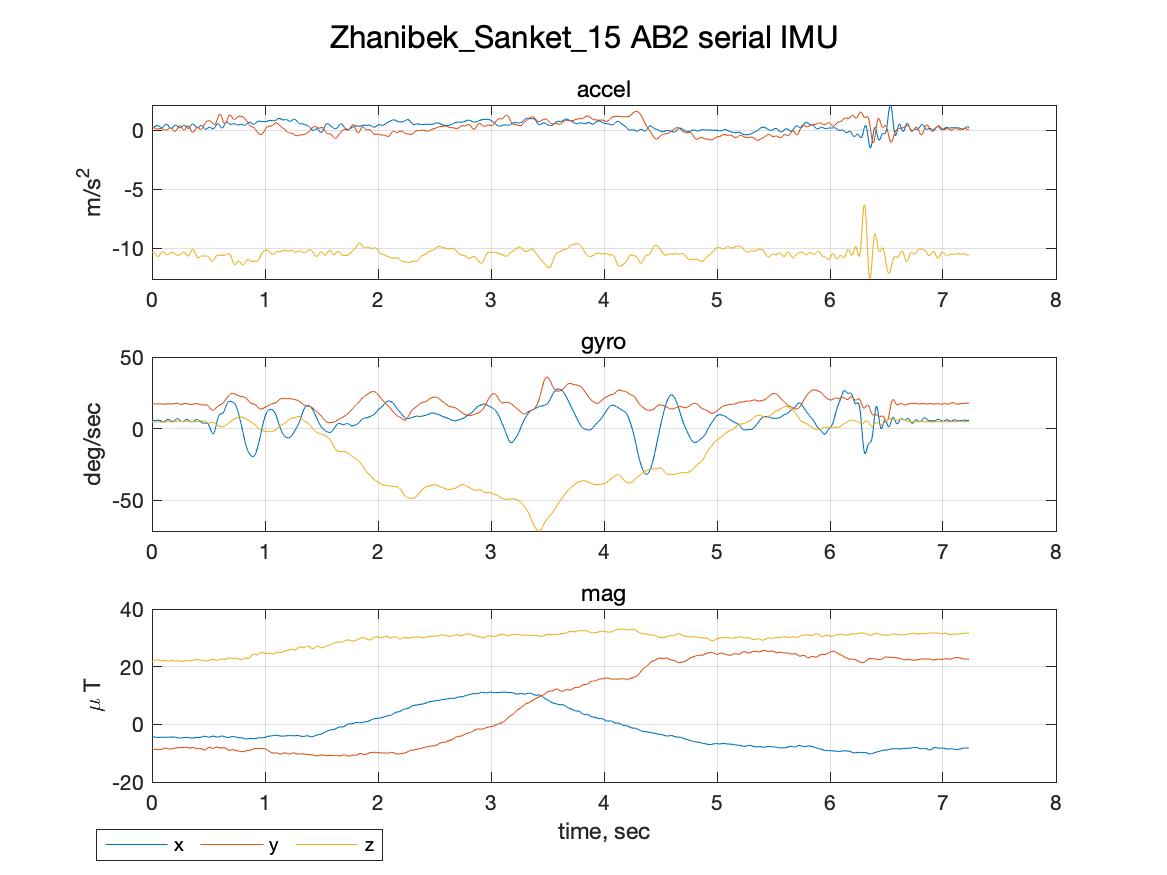 Zhanibek_Sanket_15 AB2 serial IMU
accel
m/s2
0
-5
-10
0 1 2 3 4 5 6 7 8
gyro
deg/sec
50
0
-50
0 1 2 3 4 5 6 7 8
mag
μ T
40
20
0
-20
0 1 2 3 4 5 6 7 8
time, sec
x y z